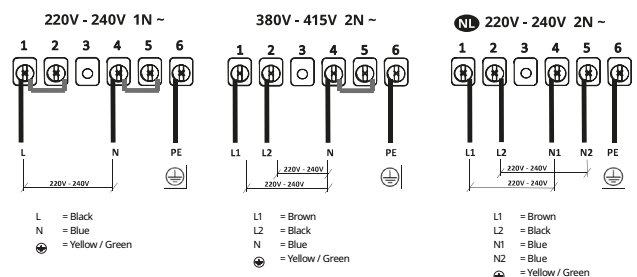 220V - 240V 1N ~
1 2 3 4 5 6
L N PE
220V - 240V
L = Black
N = Blue
= Yellow / Green
380V - 415V 2N ~
1 2 3 4 5 6
L1 L2 N PE
220V - 240V
220V - 240V
L1 = Brown
L2 = Black
N = Blue
= Yellow / Green
NL 220V - 240V 2N ~
1 2 3 4 5 6
L1 L2 N1 N2 PE
220V - 240V
220V - 240V
L1 = Brown
L2 = Black
N1 = Blue
N2 = Blue
= Yellow / Green